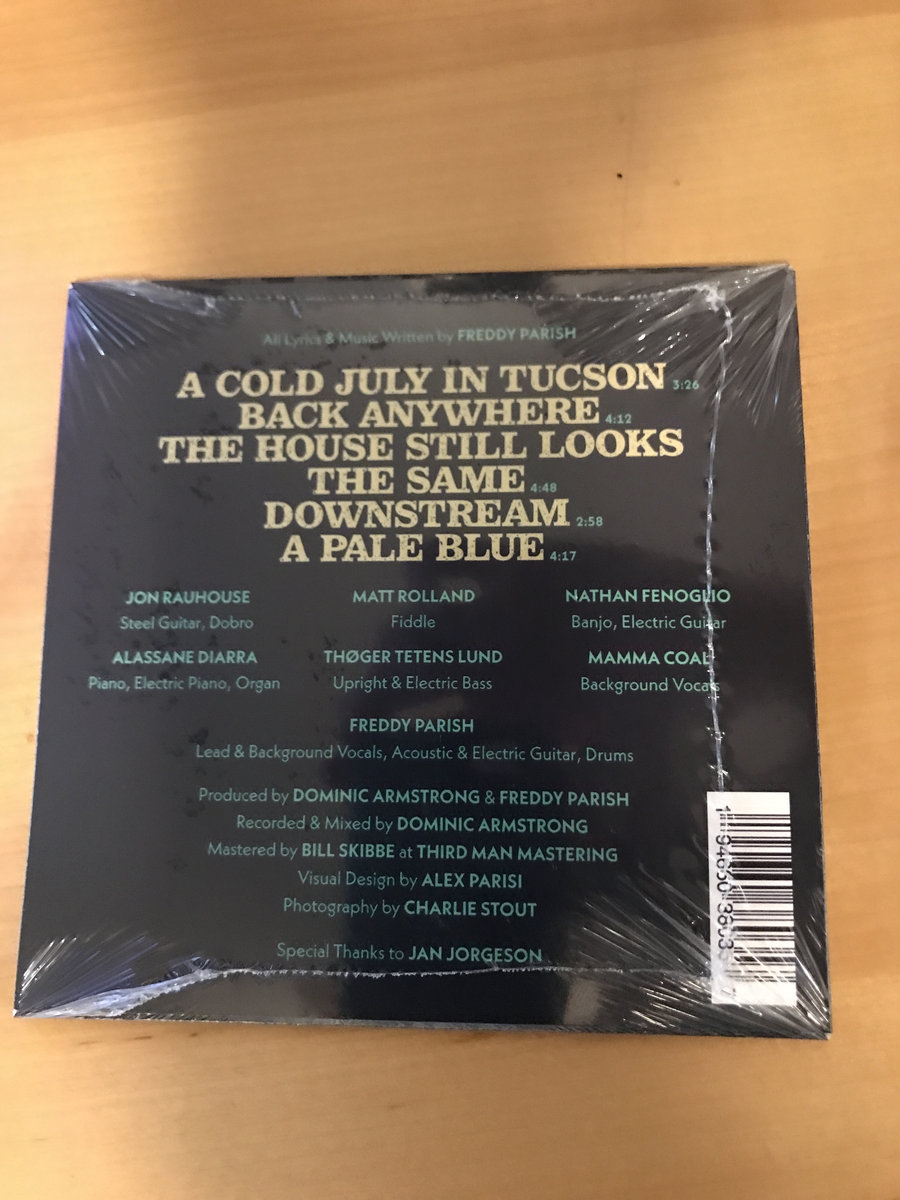 All Lyrics & Music Written by FREDDY PARISH
A COLD JULY IN TUCSON 3:26
BACK ANYWHERE 4:12
THE HOUSE STILL LOOKS
THE SAME 4:48
DOWNSTREAM 2:58
A PALE BLUE 4:17
JON RAUHOUSE MATT ROLLAND NATHAN FENOGLIO
Steel Guitar, Dobro Fiddle Banjo, Electric Guitar
ALASSANE DIARRA THØGER TETENS LUND MAMMA COAL
Piano, Electric Piano, Organ Upright & Electric Bass Background Vocals
FREDDY PARISH
Lead & Background Vocals, Acoustic & Electric Guitar, Drums
Produced by DOMINIC ARMSTRONG & FREDDY PARISH
Recorded & Mixed by DOMINIC ARMSTRONG
Mastered by BILL SKIBBE at THIRD MAN MASTERING
Visual Design by ALEX PARISI
Photography by CHARLIE STOUT
Special Thanks to JAN JORGESON